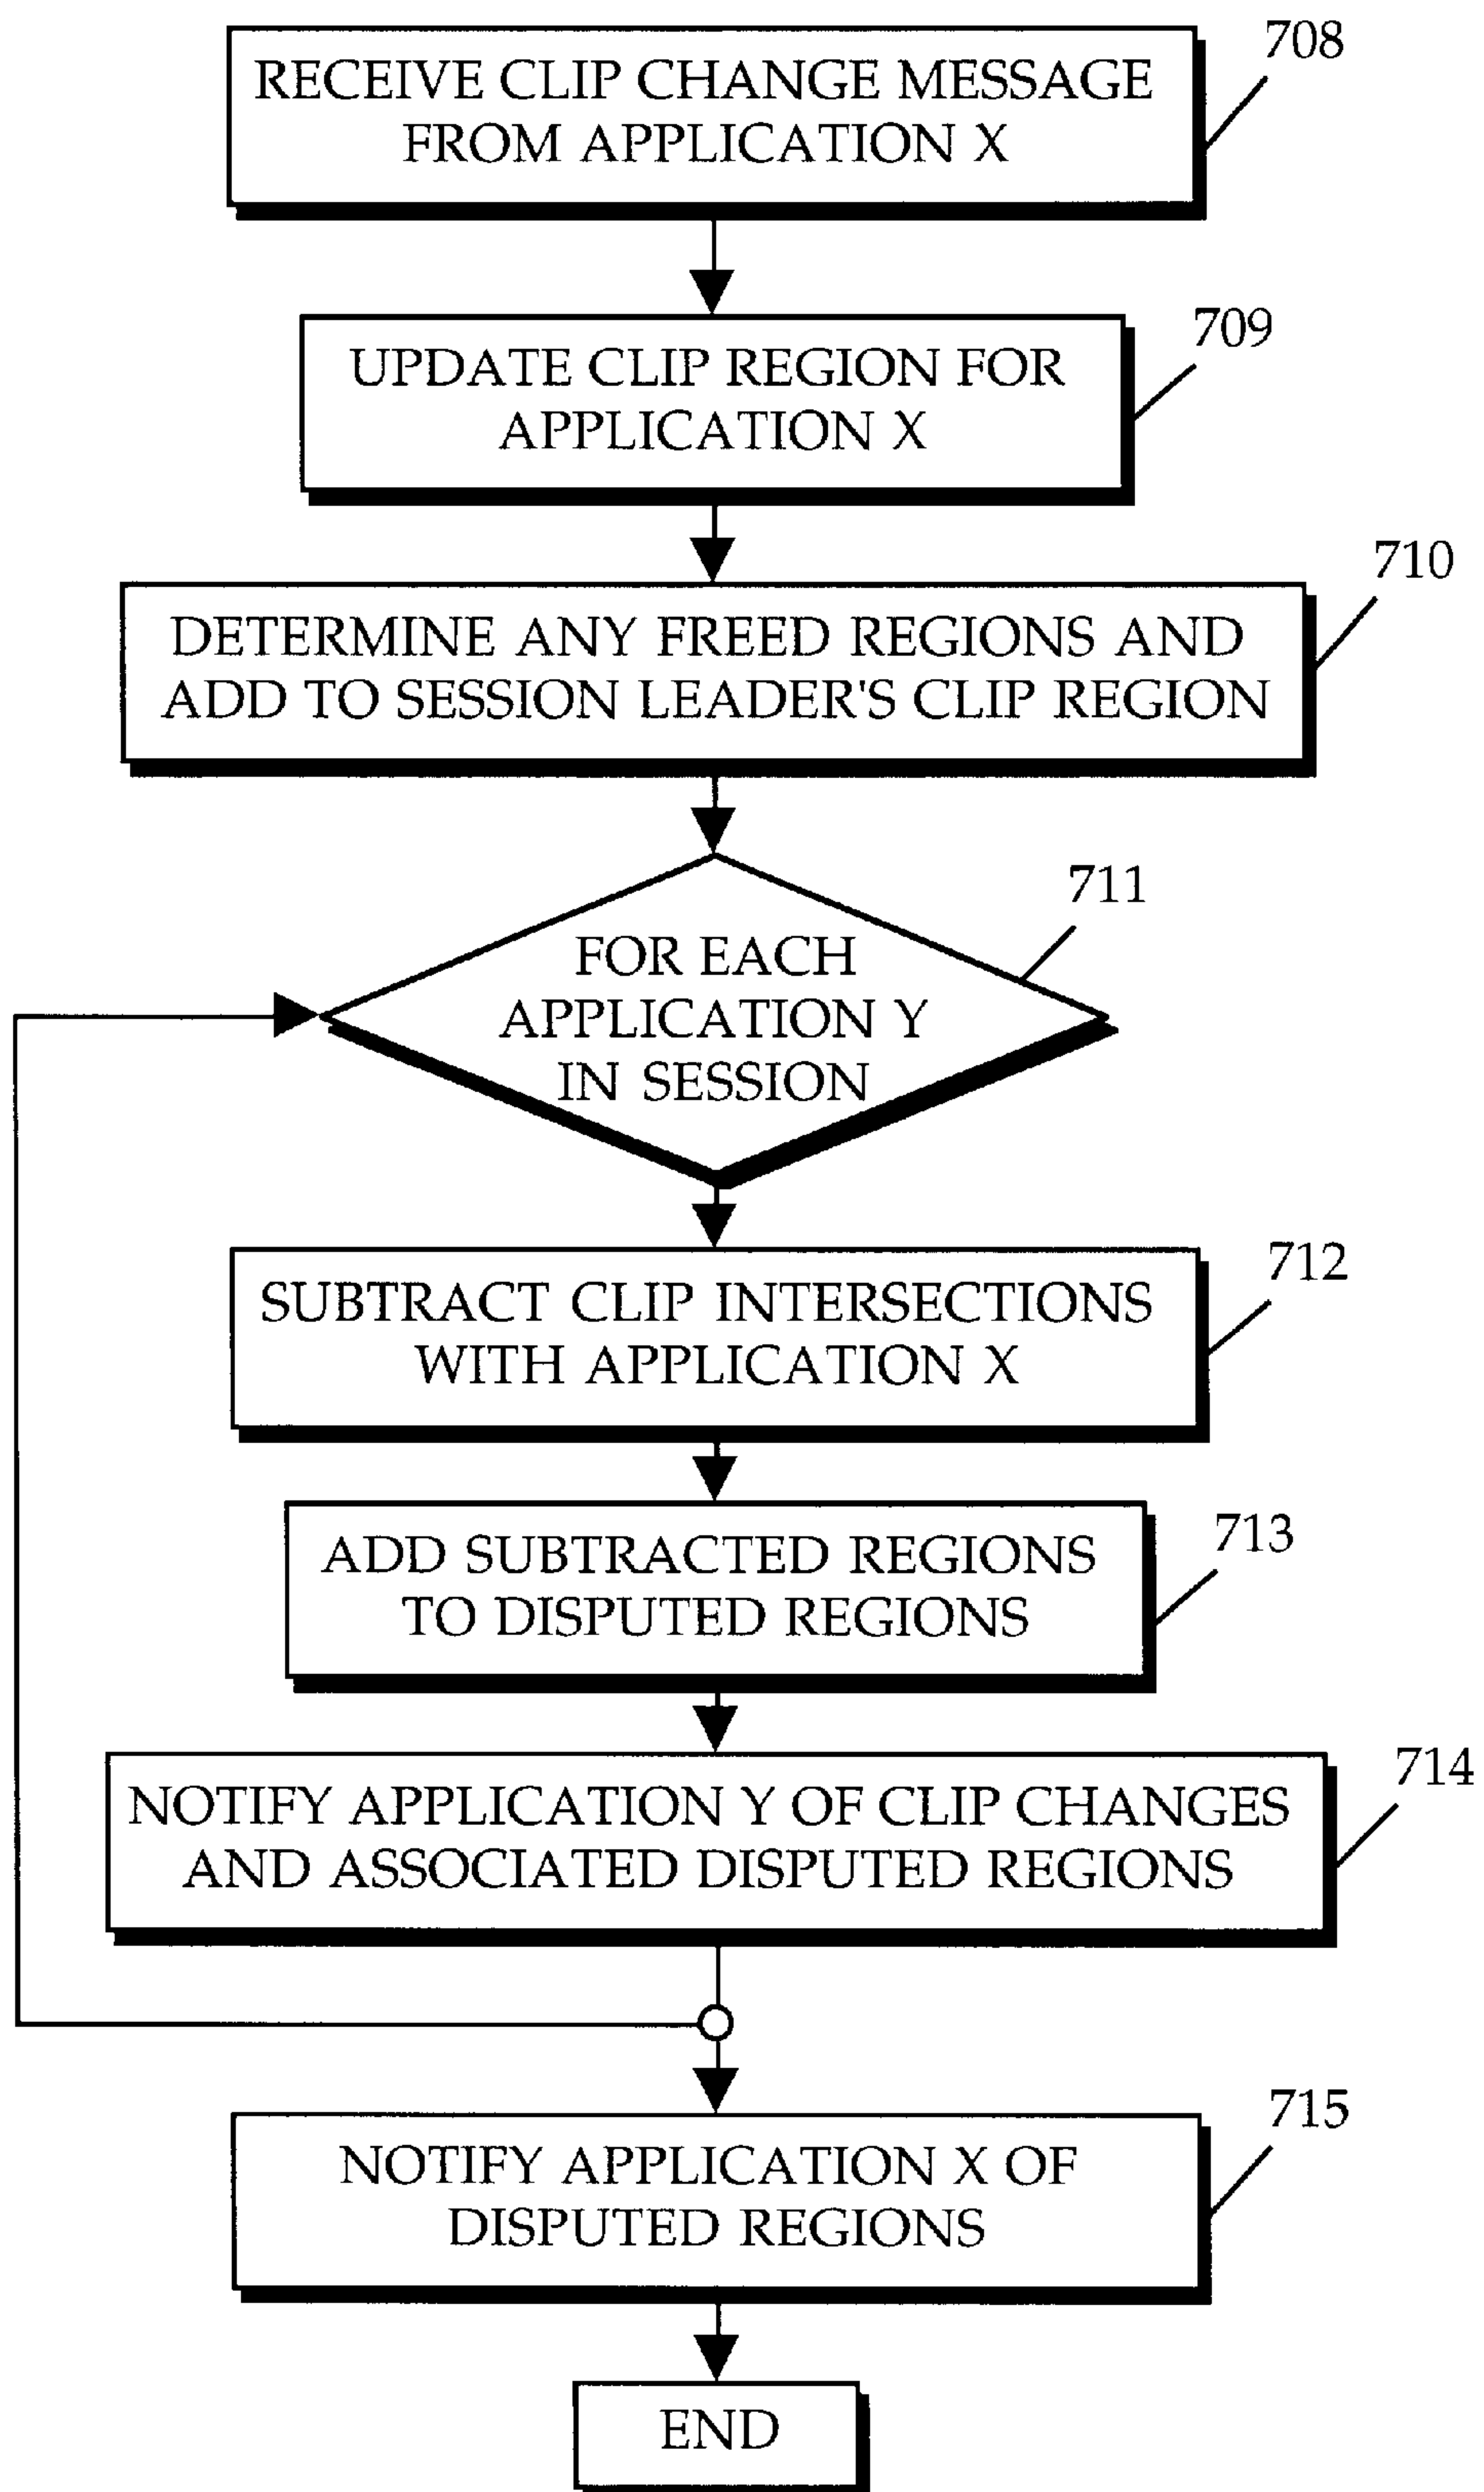 708
RECEIVE CLIP CHANGE MESSAGE
FROM APPLICATION X
709
UPDATE CLIP REGION FOR
APPLICATION X
710
DETERMINE ANY FREED REGIONS AND
ADD TO SESSION LEADER'S CLIP REGION
711
FOR EACH
APPLICATION Y
IN SESSION
712
SUBTRACT CLIP INTERSECTIONS
WITH APPLICATION X
713
ADD SUBTRACTED REGIONS
TO DISPUTED REGIONS
714
NOTIFY APPLICATION Y OF CLIP CHANGES
AND ASSOCIATED DISPUTED REGIONS
715
NOTIFY APPLICATION X OF
DISPUTED REGIONS
END